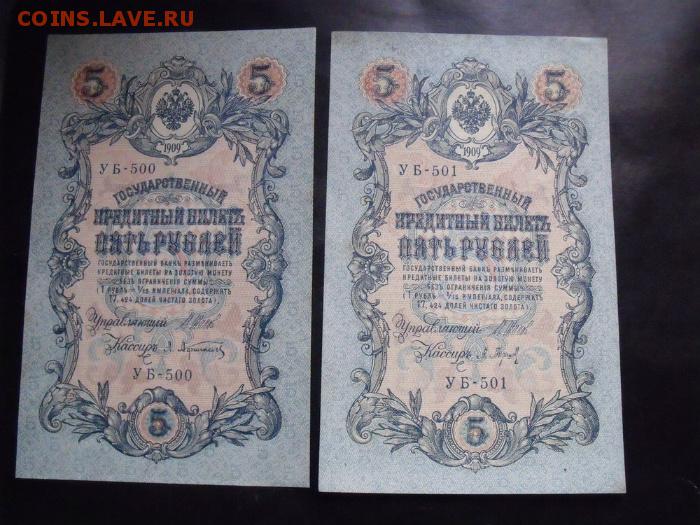 COINS.LAVE.RU
5 5
1909
УБ-500
ГОСУДАРСТВЕННЫЙ
КРЕДИТНЫЙ БИЛЕТЪ
ПЯТЬ РУБЛЕЙ
ГОСУДАРСТВЕННЫЙ БАНКЪ РАЗМѢНИВАЕТЪ
КРЕДИТНЫЕ БИЛЕТЫ НА ЗОЛОТУЮ МОНЕТУ
БЕЗЪ ОГРАНИЧЕНІЯ СУММЫ
(1 РУБЛЬ = 1/15 ИМПЕРІАЛА, СОДЕРЖИТЪ
17,424 ДОЛЕЙ ЧИСТАГО ЗОЛОТА)
Управляющій
Кассиръ
УБ-500
5
5 5
1909
УБ-501
ГОСУДАРСТВЕННЫЙ
КРЕДИТНЫЙ БИЛЕТЪ
ПЯТЬ РУБЛЕЙ
ГОСУДАРСТВЕННЫЙ БАНКЪ РАЗМѢНИВАЕТЪ
КРЕДИТНЫЕ БИЛЕТЫ НА ЗОЛОТУЮ МОНЕТУ
БЕЗЪ ОГРАНИЧЕНІЯ СУММЫ
(1 РУБЛЬ = 1/15 ИМПЕРІАЛА, СОДЕРЖИТЪ
17,424 ДОЛЕЙ ЧИСТАГО ЗОЛОТА)
Управляющій
Кассиръ
УБ-501
5